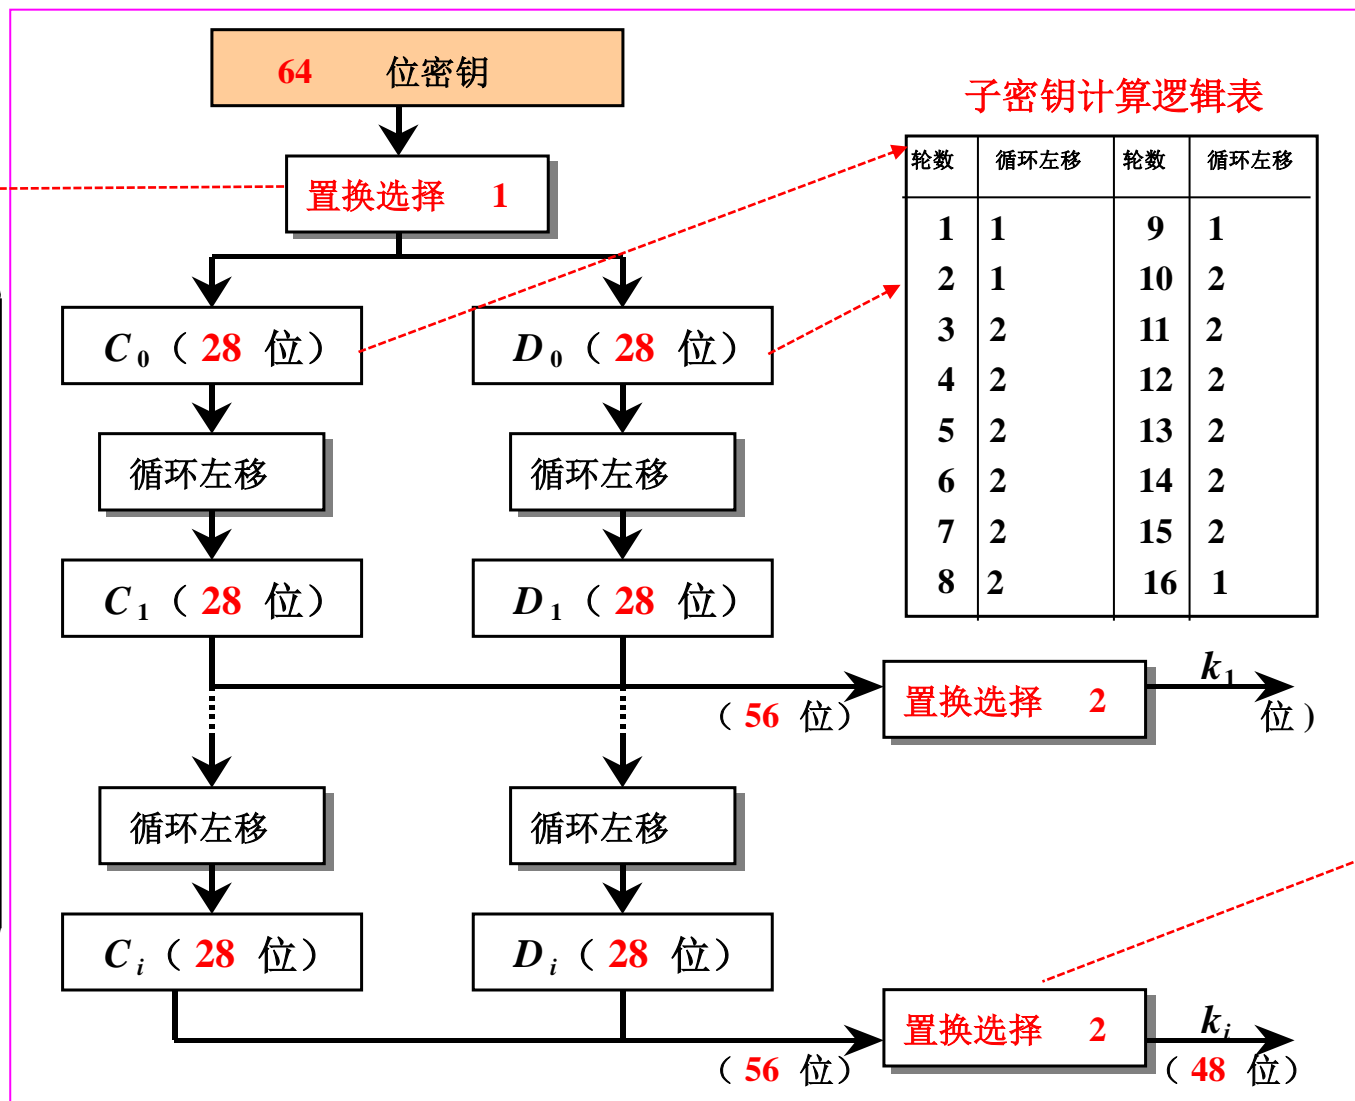 64 位密钥
子密钥计算逻辑表
置换选择 1
轮数 循环左移 轮数 循环左移
1 1 9 1
2 1 10 2
3 2 11 2
4 2 12 2
5 2 13 2
6 2 14 2
7 2 15 2
8 2 16 1
C0（28 位） D0（28 位）
循环左移 循环左移
C1（28 位） D1（28 位）
置换选择 2 k1
（56 位） 位)
循环左移 循环左移
Ci（28 位） Di（28 位）
置换选择 2 ki
（56 位） （48 位）